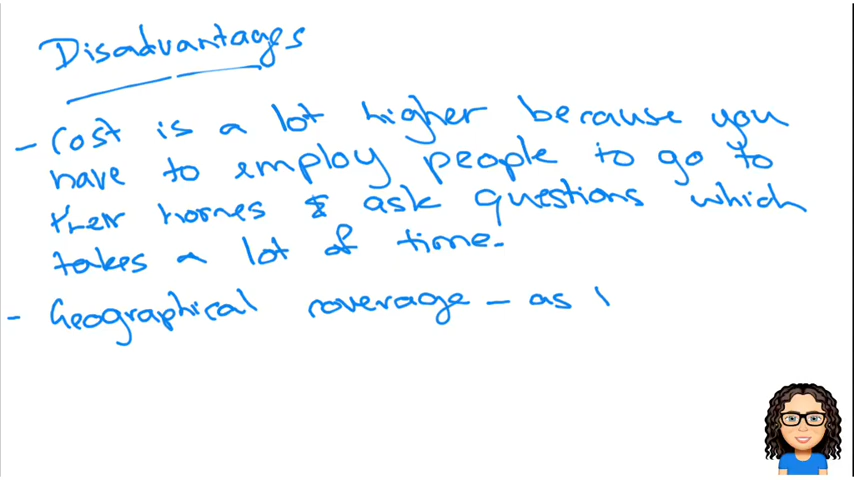 Disadvantages
- Cost is a lot higher because you
have to employ people to go to
their homes & ask questions which
takes a lot of time.
- Geographical coverage - as